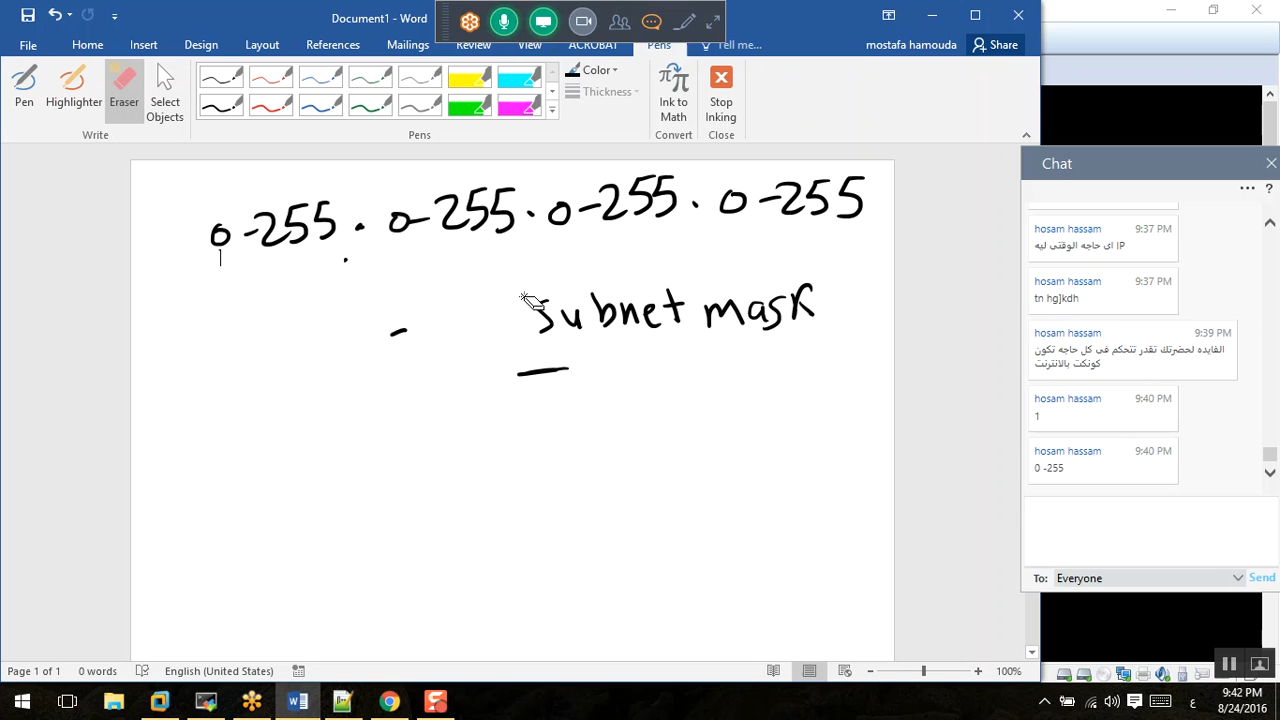 Document1 - Word
File Home Insert Design Layout References Mailings Review ACROBAT Pens Tell me... mostafa hamouda Share
Pen Highlighter Eraser Select Objects
Color
Thickness
Ink to Math
Stop Inking
Write Pens Convert Close
0-255 . 0-255 . 0-255 . 0-255
subnet mask
Chat
hosam hassam 9:37 PM
IP اى حاجه الوقتى ليه
hosam hassam 9:37 PM
tn hg]kdh
hosam hassam 9:39 PM
الفايده لحضرتك تقدر تتحكم فى كل حاجه تكون
كونكت بالانترنت
hosam hassam 9:40 PM
1
hosam hassam 9:40 PM
0 -255
To: Everyone Send
Page 1 of 1 0 words English (United States) 100%
ع 9:42 PM
8/24/2016